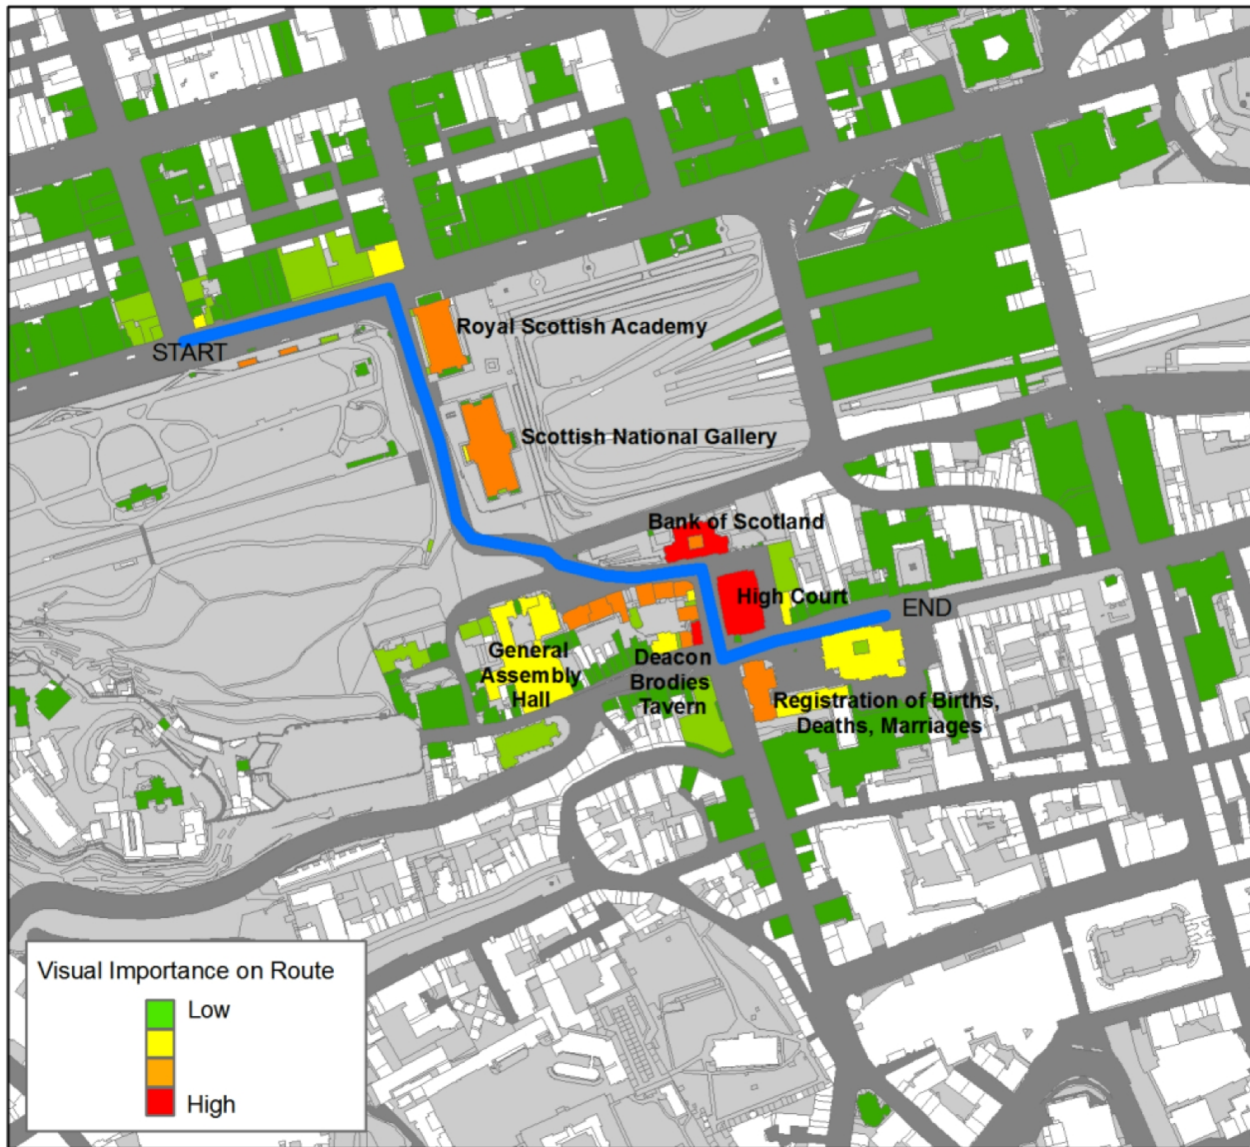 START
Royal Scottish Academy
Scottish National Gallery
Bank of Scotland
High Court
END
General
Assembly
Hall
Deacon
Brodies
Tavern
Registration of Births,
Deaths, Marriages
Visual Importance on Route
Low
High